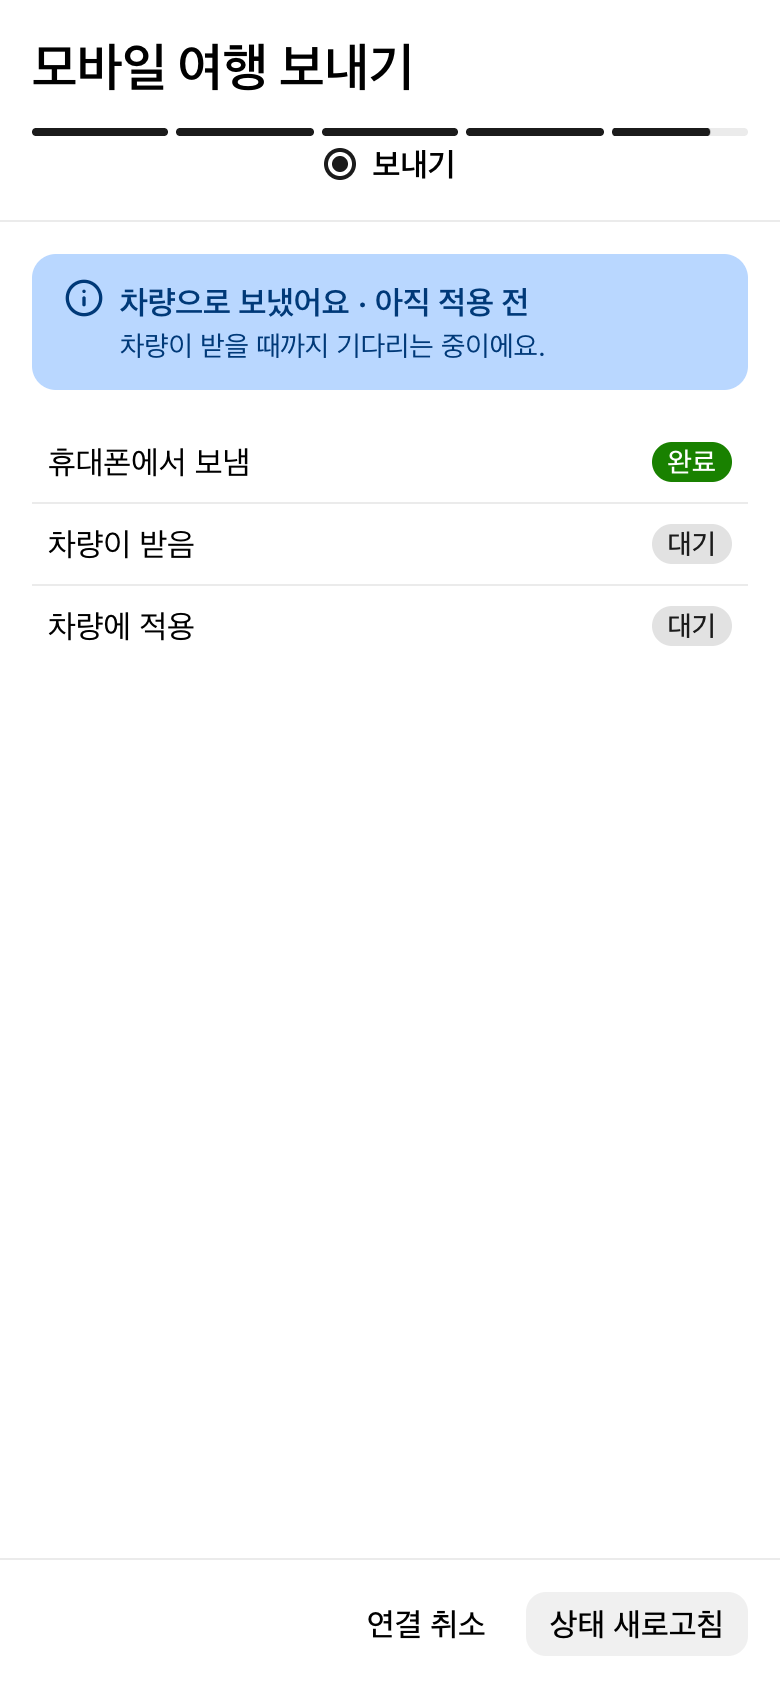 모바일 여행 보내기
보내기
차량으로 보냈어요 · 아직 적용 전
차량이 받을 때까지 기다리는 중이에요.
휴대폰에서 보냄 완료
차량이 받음 대기
차량에 적용 대기
연결 취소 상태 새로고침